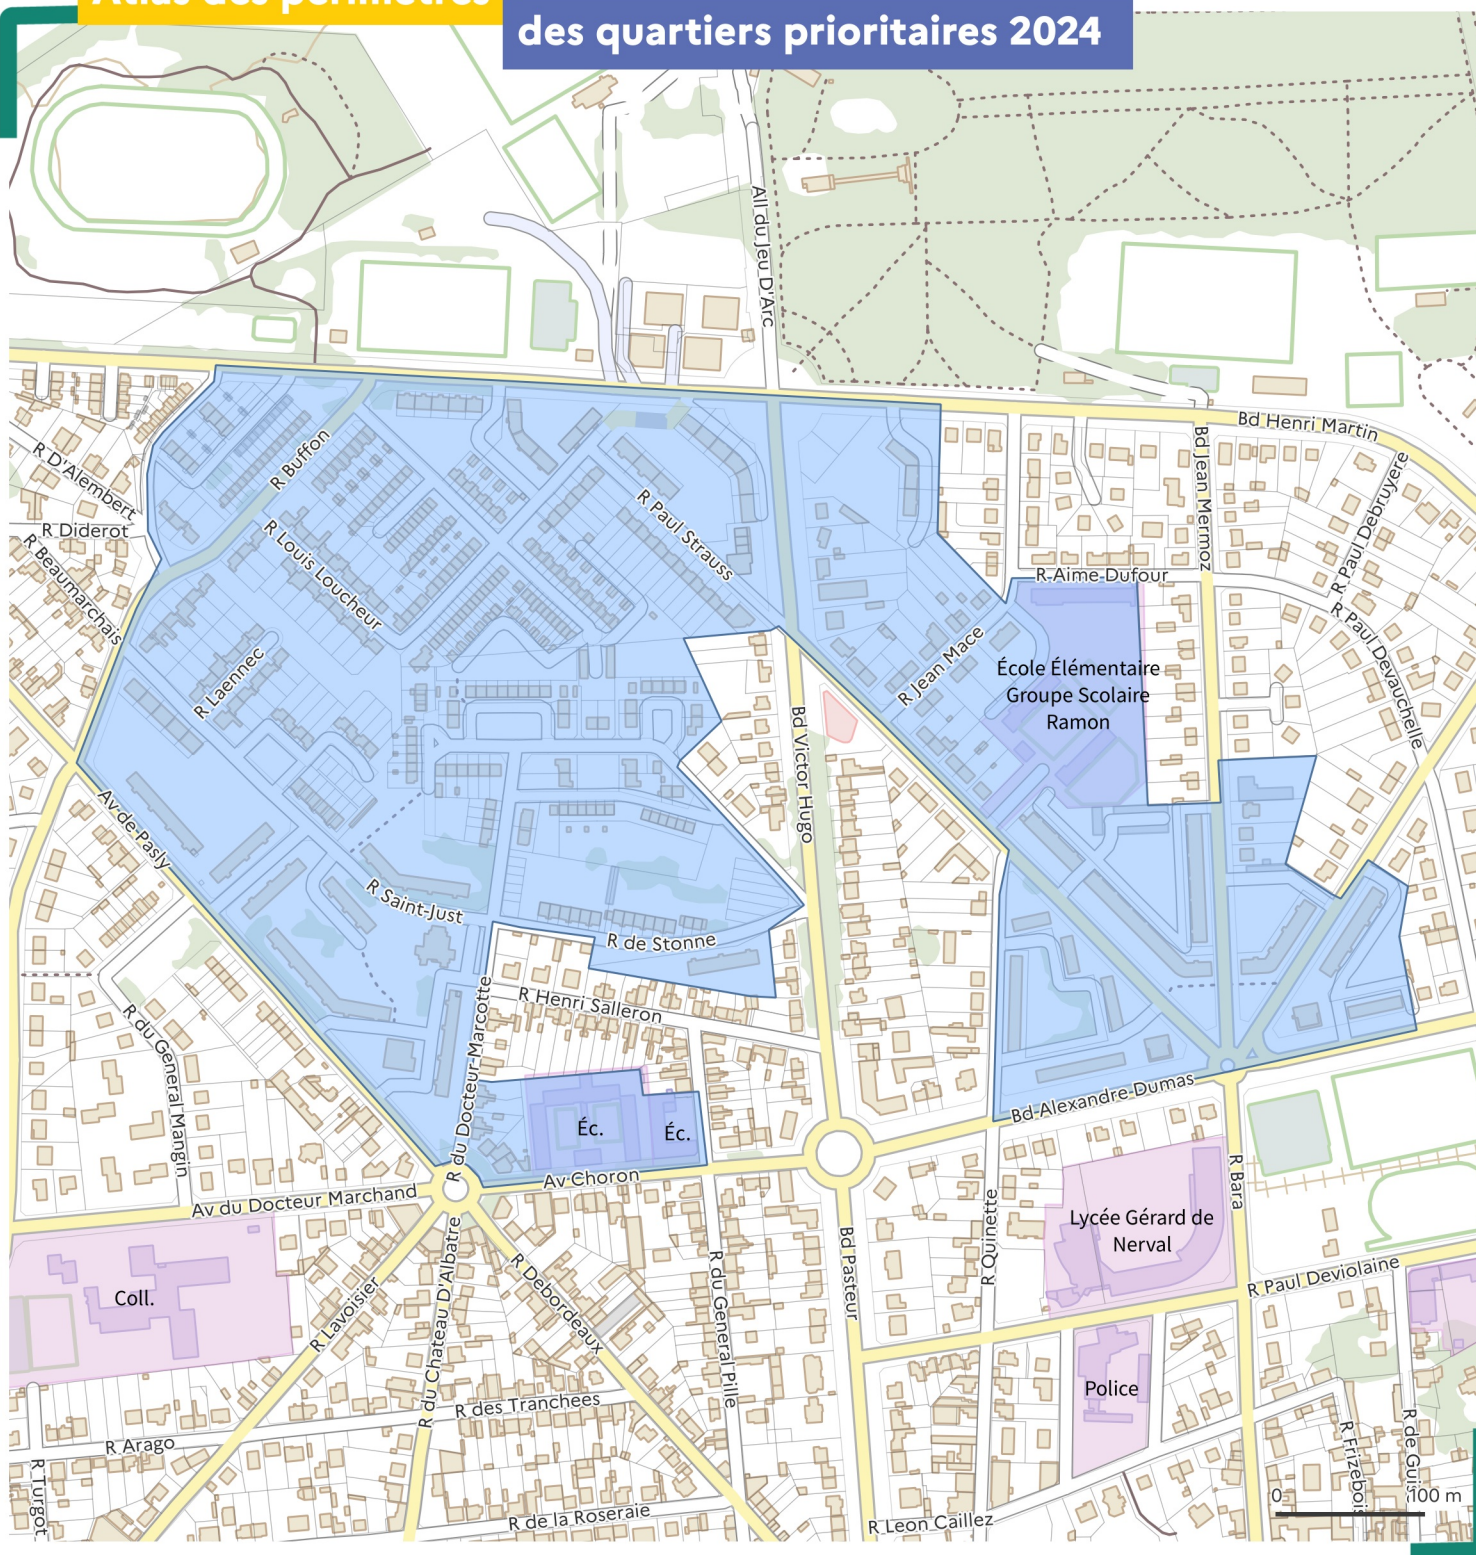 Atlas des périmètres
des quartiers prioritaires 2024
All du Jeu D'Arc
Bd Henri Martin
Bd Jean Mermoz
R Paul Debruyere
R D'Alembert
R Buffon
R Diderot
R Beaumarchais
R Louis Loucheur
R Paul Strauss
R Aime Dufour
R Paul Devauchelle
R Laennec
R Jean Mace
École Élémentaire
Groupe Scolaire
Ramon
Bd Victor Hugo
Av de Pasly
R Saint-Just
R de Stonne
R Henri Salleron
R du Docteur Marcotte
R du General Mangin
Éc.
Éc.
Bd Alexandre Dumas
Av Choron
Av du Docteur Marchand
R Bara
Lycée Gérard de
Nerval
R Quinette
Bd Pasteur
R Paul Deviolaine
Coll.
R Lavoisier
R du Chateau D'Albatre
R Debordeaux
R du General Pille
Police
R des Tranchees
R Arago
R Turgot
R de la Roseraie
R Leon Caillez
R Frizebois
R de Guis
0
100 m